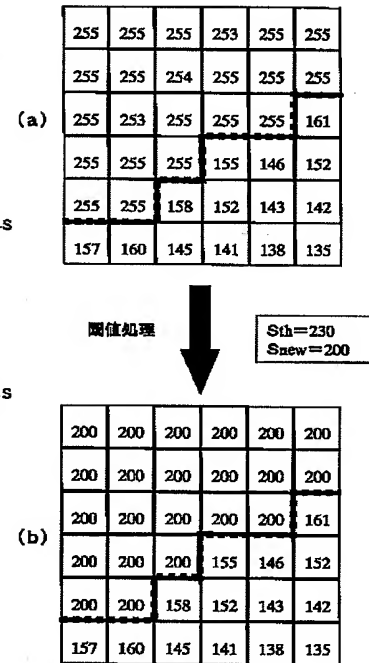 255 255 255 253 255 255
255 255 254 255 255 255
(a)
255 253 255 255 255 161
255 255 255 155 146 152
255 255 158 152 143 142
S
157 160 145 141 138 135
閾値処理
Sth=230
Snew=200
S
200 200 200 200 200 200
200 200 200 200 200 200
200 200 200 200 200 161
(b)
200 200 200 155 146 152
200 200 158 152 143 142
157 160 145 141 138 135